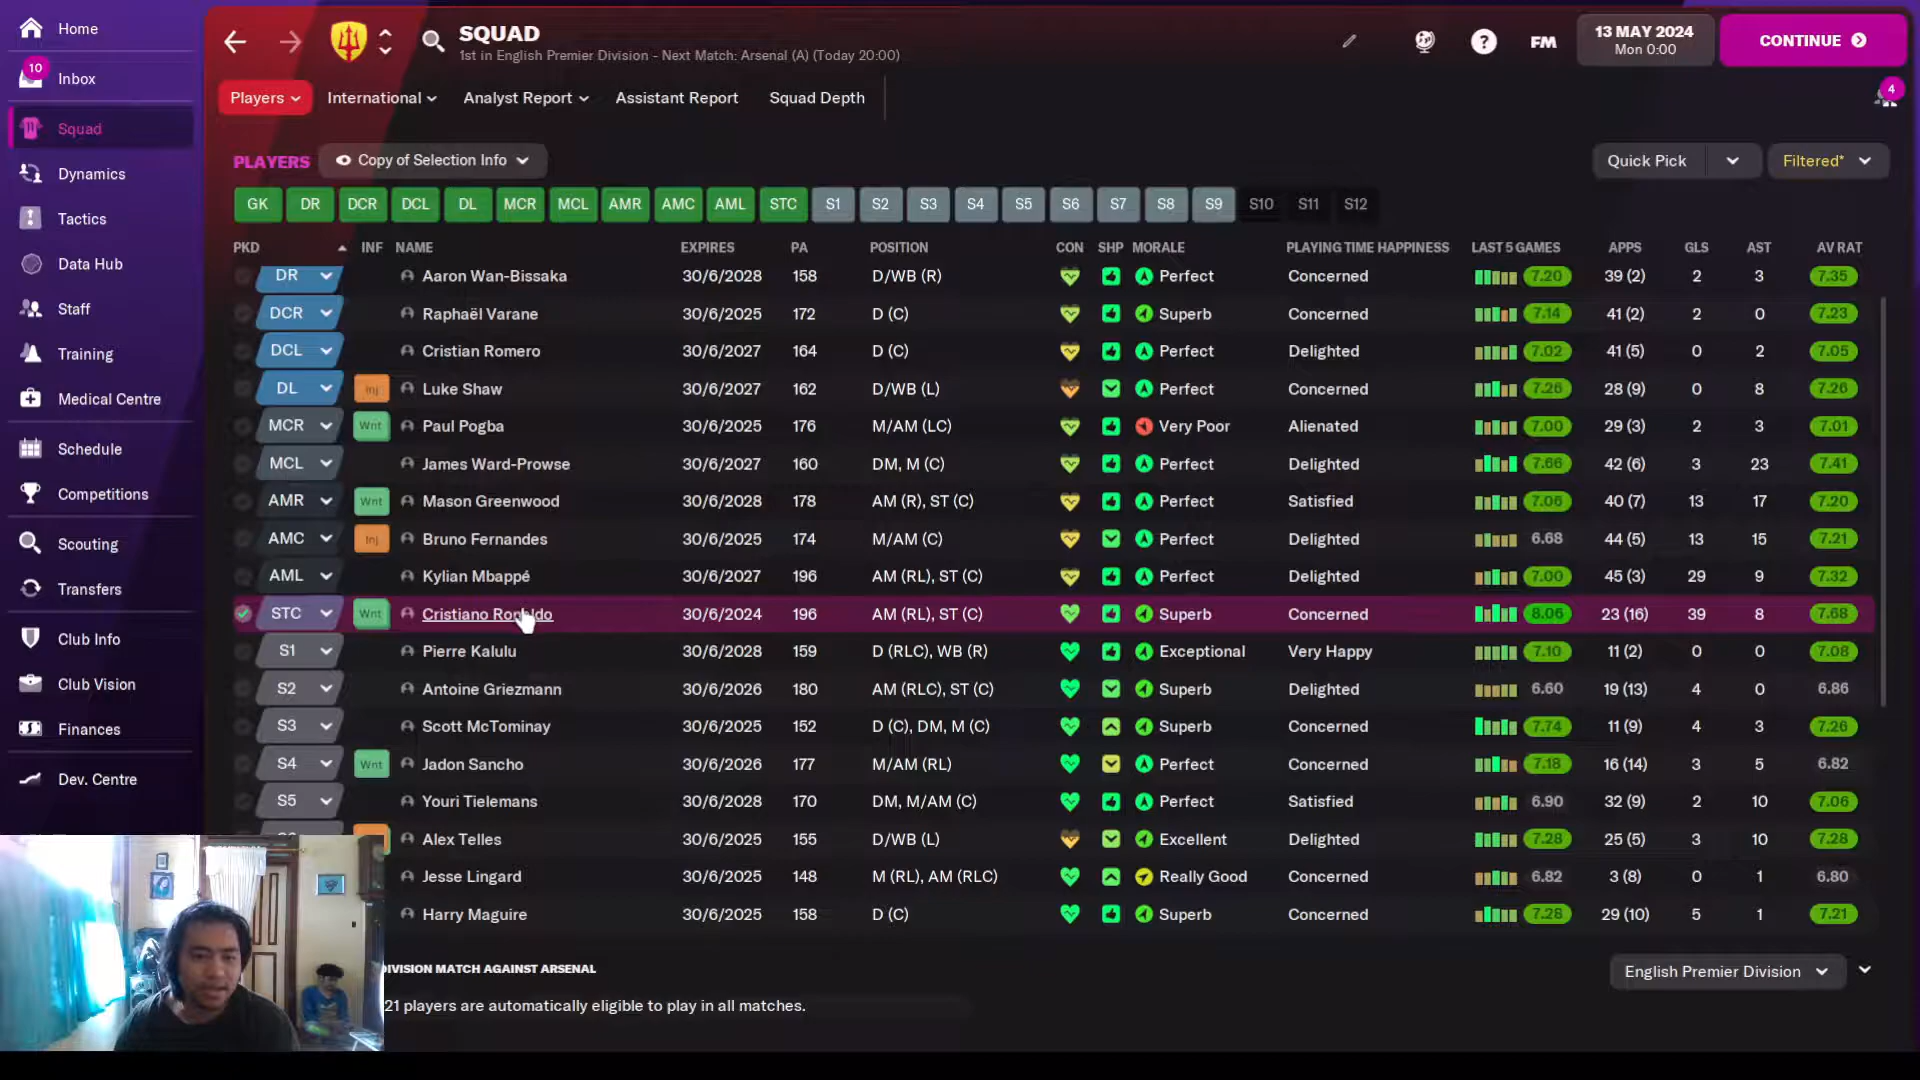 Home
10
Inbox
Squad
Dynamics
Tactics
Data Hub
Staff
Training
Medical Centre
Schedule
Competitions
Scouting
Transfers
Club Info
Club Vision
Finances
Dev. Centre
SQUAD
1st in English Premier Division - Next Match: Arsenal (A) (Today 20:00)
? FM
13 MAY 2024
Mon 0:00
CONTINUE
4
Players International Analyst Report Assistant Report Squad Depth
PLAYERS Copy of Selection Info Quick Pick Filtered*
GK DR DCR DCL DL MCR MCL AMR AMC AML STC S1 S2 S3 S4 S5 S6 S7 S8 S9 S10 S11 S12
PKD INF NAME EXPIRES PA POSITION CON SHP MORALE PLAYING TIME HAPPINESS LAST 5 GAMES APPS GLS AST AV RAT
DR Aaron Wan-Bissaka 30/6/2028 158 D/WB (R) Perfect Concerned 7.20 39 (2) 2 3 7.35
DCR Raphaël Varane 30/6/2025 172 D (C) Superb Concerned 7.14 41 (2) 2 0 7.23
DCL Cristian Romero 30/6/2027 164 D (C) Perfect Delighted 7.02 41 (5) 0 2 7.05
DL Inj Luke Shaw 30/6/2027 162 D/WB (L) Perfect Concerned 7.26 28 (9) 0 8 7.26
MCR Wnt Paul Pogba 30/6/2025 176 M/AM (LC) Very Poor Alienated 7.00 29 (3) 2 3 7.01
MCL James Ward-Prowse 30/6/2027 160 DM, M (C) Perfect Delighted 7.66 42 (6) 3 23 7.41
AMR Wnt Mason Greenwood 30/6/2028 178 AM (R), ST (C) Perfect Satisfied 7.06 40 (7) 13 17 7.20
AMC Inj Bruno Fernandes 30/6/2025 174 M/AM (C) Perfect Delighted 6.68 44 (5) 13 15 7.21
AML Kylian Mbappé 30/6/2027 196 AM (RL), ST (C) Perfect Delighted 7.00 45 (3) 29 9 7.32
STC Wnt Cristiano Ronaldo 30/6/2024 196 AM (RL), ST (C) Superb Concerned 8.06 23 (16) 39 8 7.68
S1 Pierre Kalulu 30/6/2028 159 D (RLC), WB (R) Exceptional Very Happy 7.10 11 (2) 0 0 7.08
S2 Antoine Griezmann 30/6/2026 180 AM (RLC), ST (C) Superb Delighted 6.60 19 (13) 4 0 6.86
S3 Scott McTominay 30/6/2025 152 D (C), DM, M (C) Superb Concerned 7.74 11 (9) 4 3 7.26
S4 Wnt Jadon Sancho 30/6/2026 177 M/AM (RL) Perfect Concerned 7.18 16 (14) 3 5 6.82
S5 Youri Tielemans 30/6/2028 170 DM, M/AM (C) Perfect Satisfied 6.90 32 (9) 2 10 7.06
Alex Telles 30/6/2025 155 D/WB (L) Excellent Delighted 7.28 25 (5) 3 10 7.28
Jesse Lingard 30/6/2025 148 M (RL), AM (RLC) Really Good Concerned 6.82 3 (8) 0 1 6.80
Harry Maguire 30/6/2025 158 D (C) Superb Concerned 7.28 29 (10) 5 1 7.21
DIVISION MATCH AGAINST ARSENAL
21 players are automatically eligible to play in all matches.
English Premier Division